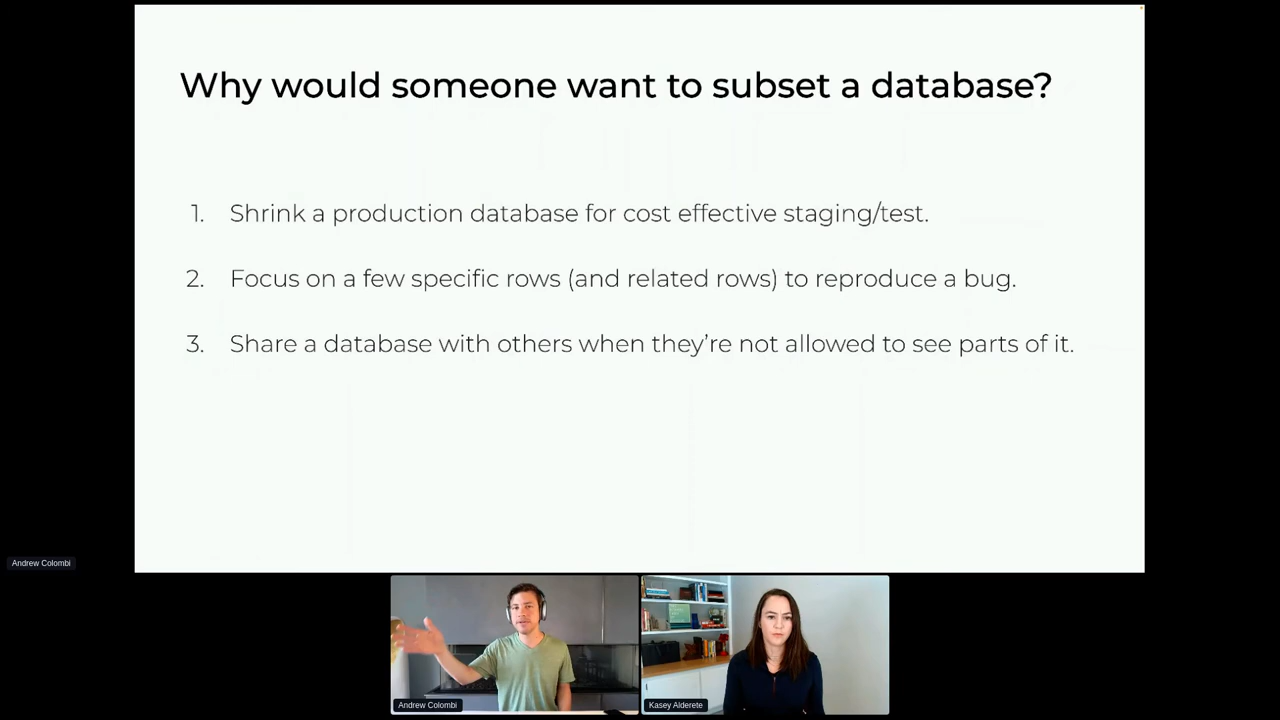 Why would someone want to subset a database?
1. Shrink a production database for cost effective staging/test.
2. Focus on a few specific rows (and related rows) to reproduce a bug.
3. Share a database with others when they’re not allowed to see parts of it.
Andrew Colombi
Andrew Colombi
Kasey Alderete